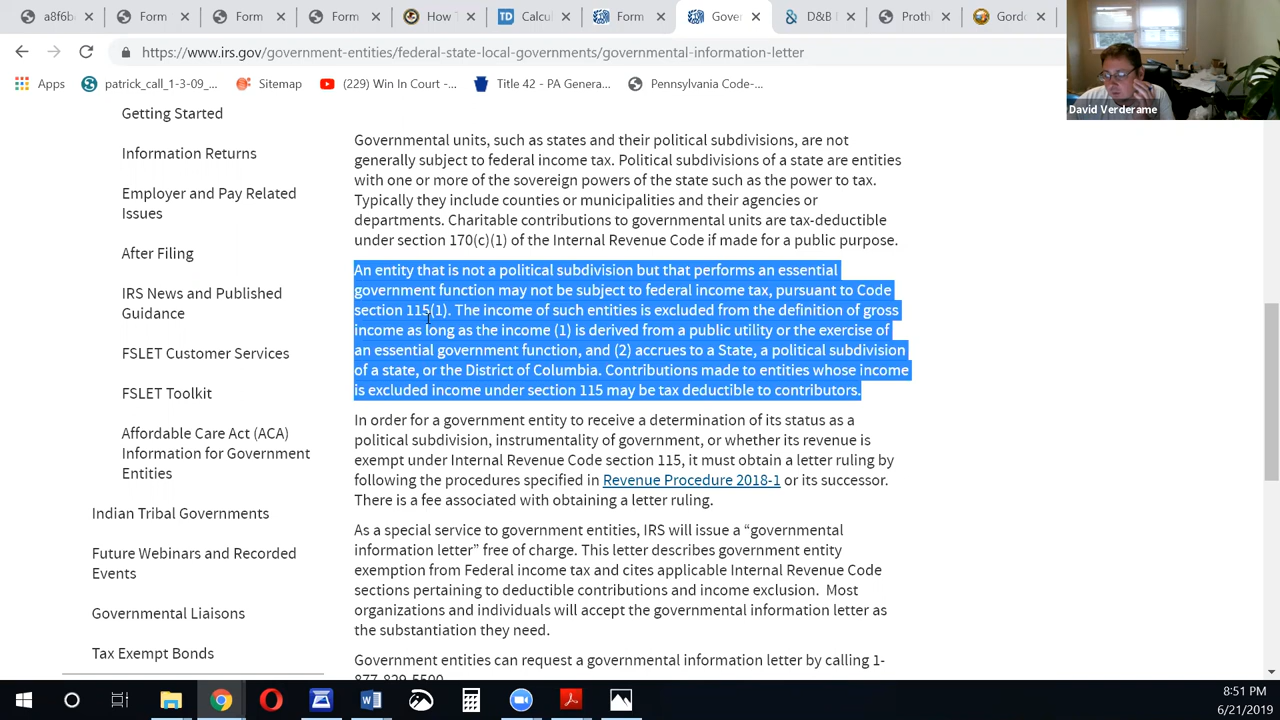 a8f6b
Form
Form
Form
How T
Calcu
Form
Gover
D&B
Proth
Gord
https://www.irs.gov/government-entities/federal-state-local-governments/governmental-information-letter
Apps
patrick_call_1-3-09_...
Sitemap
(229) Win In Court -...
Title 42 - PA Genera...
Pennsylvania Code-...
David Verderame
Getting Started
Information Returns
Employer and Pay Related
Issues
After Filing
IRS News and Published
Guidance
FSLET Customer Services
FSLET Toolkit
Affordable Care Act (ACA)
Information for Government
Entities
Indian Tribal Governments
Future Webinars and Recorded
Events
Governmental Liaisons
Tax Exempt Bonds
Governmental units, such as states and their political subdivisions, are not
generally subject to federal income tax. Political subdivisions of a state are entities
with one or more of the sovereign powers of the state such as the power to tax.
Typically they include counties or municipalities and their agencies or
departments. Charitable contributions to governmental units are tax-deductible
under section 170(c)(1) of the Internal Revenue Code if made for a public purpose.
An entity that is not a political subdivision but that performs an essential
government function may not be subject to federal income tax, pursuant to Code
section 115(1). The income of such entities is excluded from the definition of gross
income as long as the income (1) is derived from a public utility or the exercise of
an essential government function, and (2) accrues to a State, a political subdivision
of a state, or the District of Columbia. Contributions made to entities whose income
is excluded income under section 115 may be tax deductible to contributors.
In order for a government entity to receive a determination of its status as a
political subdivision, instrumentality of government, or whether its revenue is
exempt under Internal Revenue Code section 115, it must obtain a letter ruling by
following the procedures specified in Revenue Procedure 2018-1 or its successor.
There is a fee associated with obtaining a letter ruling.
As a special service to government entities, IRS will issue a “governmental
information letter” free of charge. This letter describes government entity
exemption from Federal income tax and cites applicable Internal Revenue Code
sections pertaining to deductible contributions and income exclusion.  Most
organizations and individuals will accept the governmental information letter as
the substantiation they need.
Government entities can request a governmental information letter by calling 1-
877-829-5500
8:51 PM
6/21/2019